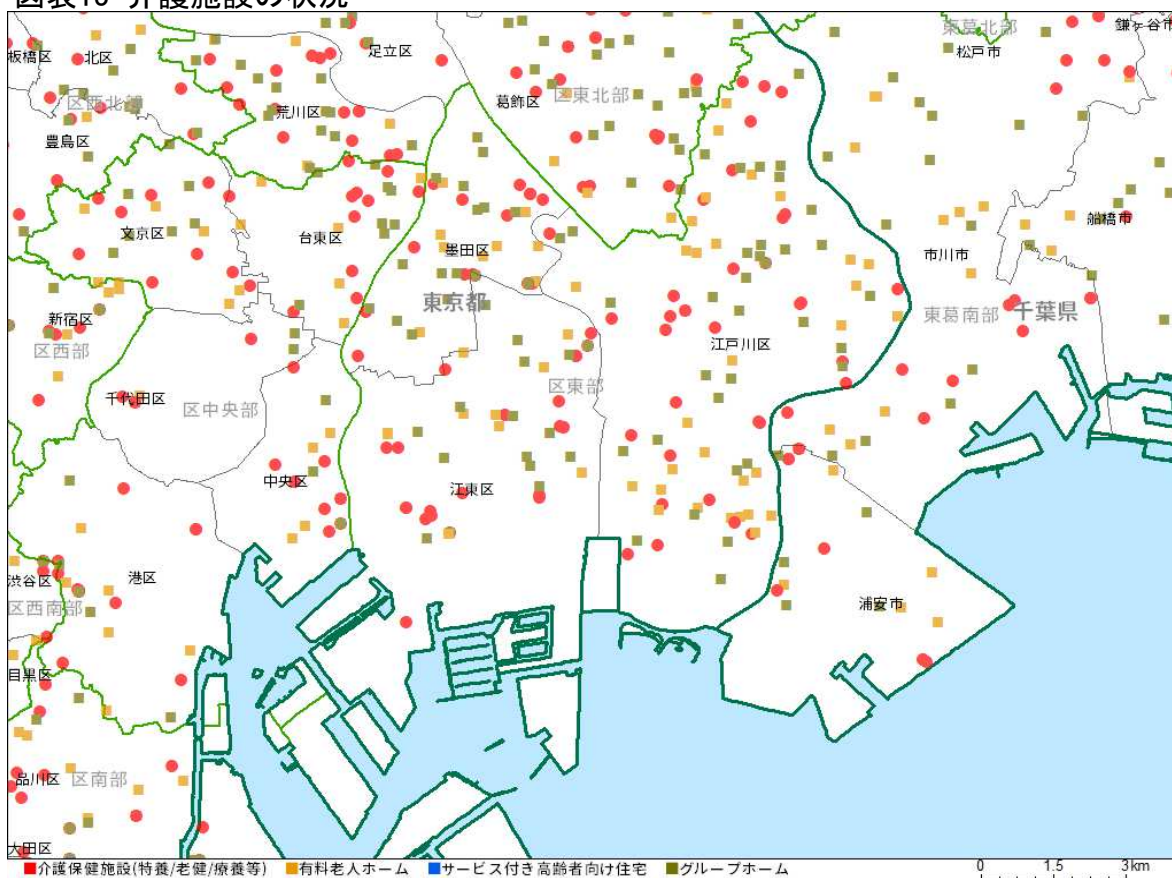 図表10 介護施設の状況
板橋区
北区
足立区
東葛北部
松戸市
鎌ヶ谷市
区西北部
荒川区
葛飾区
区東北部
豊島区
文京区
台東区
墨田区
市川市
船橋市
新宿区
東京都
東葛南部
千葉県
区西部
江戸川区
千代田区
区中央部
区東部
中央区
江東区
渋谷区
港区
区西南部
浦安市
目黒区
品川区
区南部
大田区
介護保健施設(特養/老健/療養等) 有料老人ホーム サービス付き高齢者向け住宅 グループホーム
0 1.5 3km